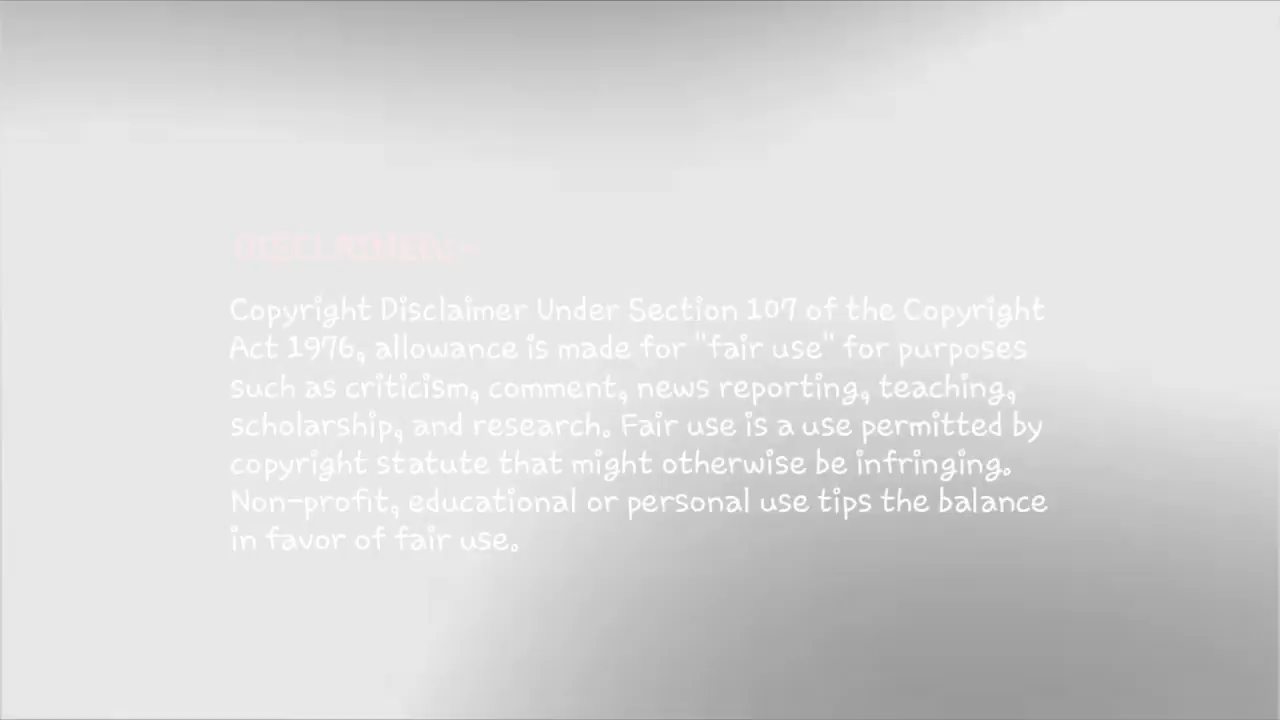 DISCLAIMER:-
Copyright Disclaimer Under Section 107 of the Copyright
Act 1976, allowance is made for "fair use" for purposes
such as criticism, comment, news reporting, teaching,
scholarship, and research. Fair use is a use permitted by
copyright statute that might otherwise be infringing.
Non-profit, educational or personal use tips the balance
in favor of fair use.